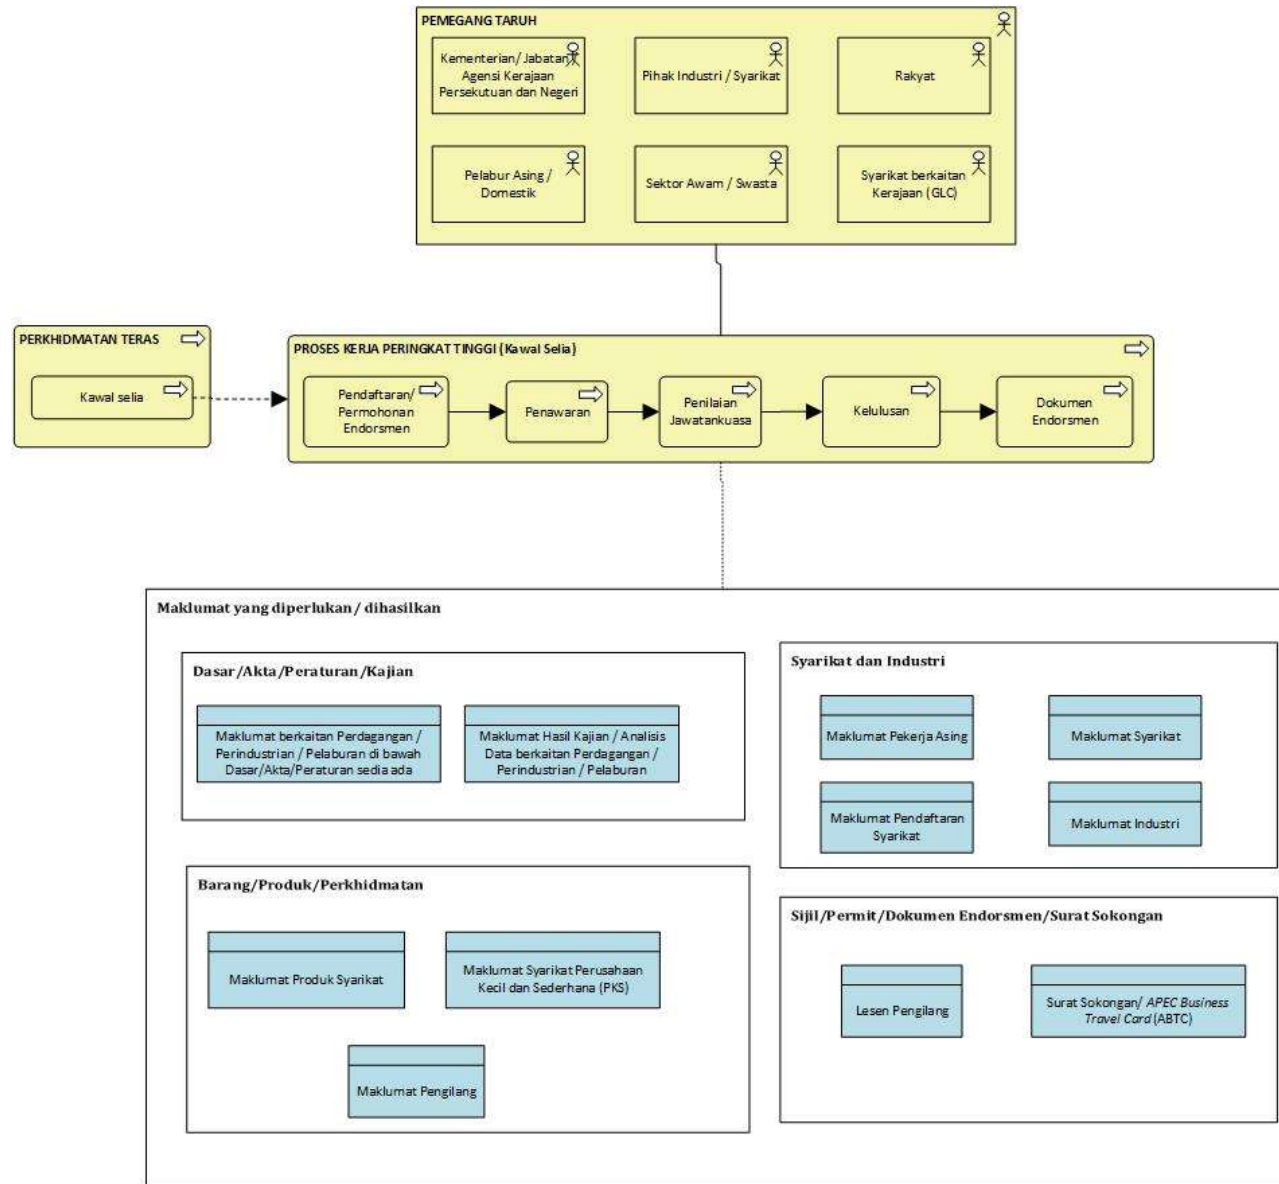 PEMEGANG TARUH
Kementerian/ Jabatan/
Agensi Kerajaan
Persekutuan dan Negeri
Pihak Industri / Syarikat
Rakyat
Pelabur Asing /
Domestik
Sektor Awam / Swasta
Syarikat berkaitan
Kerajaan (GLC)
PERKHIDMATAN TERAS
Kawal selia
PROSES KERJA PERINGKAT TINGGI (Kawal Selia)
Pendaftaran/
Permohonan
Endorsmen
Penawaran
Penilaian
Jawatankuasa
Kelulusan
Dokumen
Endorsmen
Maklumat yang diperlukan / dihasilkan
Dasar/Akta/Peraturan/Kajian
Maklumat berkaitan Perdagangan /
Perindustrian / Pelaburan di bawah
Dasar/Akta/Peraturan sedia ada
Maklumat Hasil Kajian / Analisis
Data berkaitan Perdagangan /
Perindustrian / Pelaburan
Syarikat dan Industri
Maklumat Pekerja Asing
Maklumat Syarikat
Maklumat Pendaftaran
Syarikat
Maklumat Industri
Barang/Produk/Perkhidmatan
Maklumat Produk Syarikat
Maklumat Syarikat Perusahaan
Kecil dan Sederhana (PKS)
Maklumat Pengilang
Sijil/Permit/Dokumen Endorsmen/Surat Sokongan
Lesen Pengilang
Surat Sokongan/ APEC Business
Travel Card (ABTC)